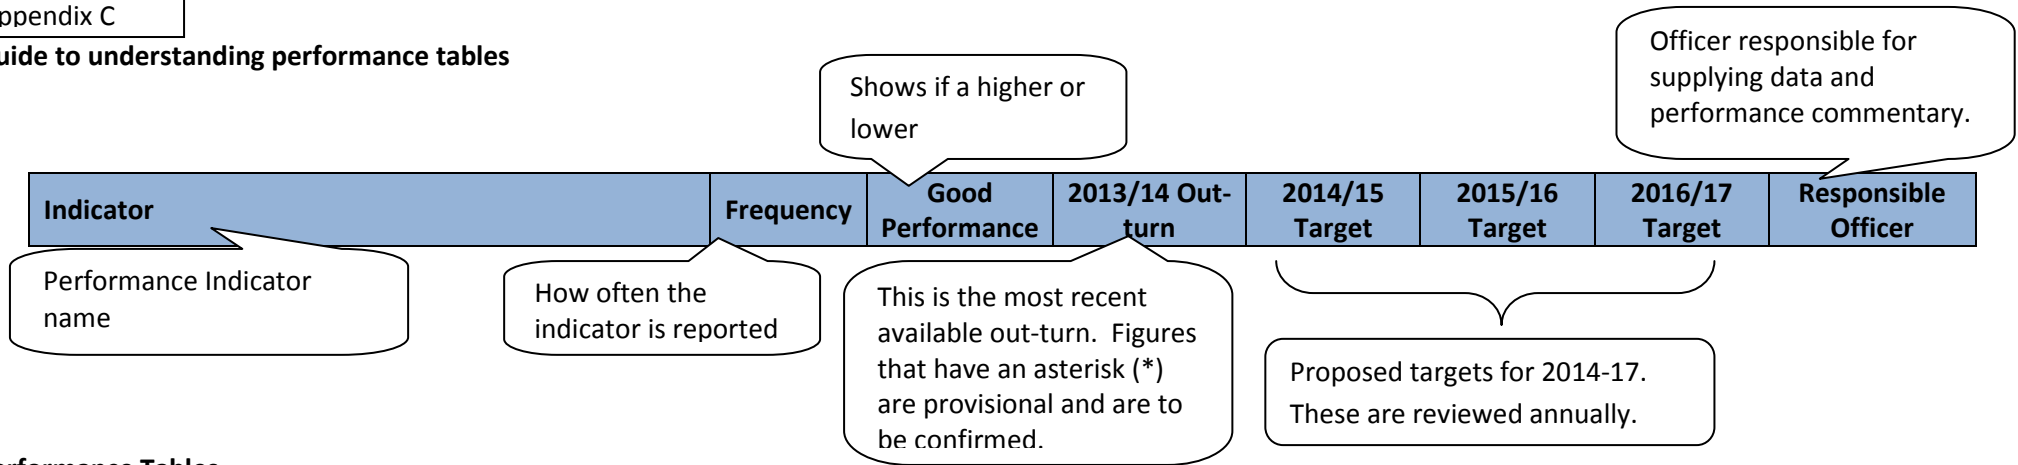 ppendix C
uide to understanding performance tables
Shows if a higher or
lower
Officer responsible for
supplying data and
performance commentary.
Indicator
Frequency
Good
Performance
2013/14 Out-
turn
2014/15
Target
2015/16
Target
2016/17
Target
Responsible
Officer
Performance Indicator
name
How often the
indicator is reported
This is the most recent
available out-turn. Figures
that have an asterisk (*)
are provisional and are to
be confirmed.
Proposed targets for 2014-17.
These are reviewed annually.
erformance Tables